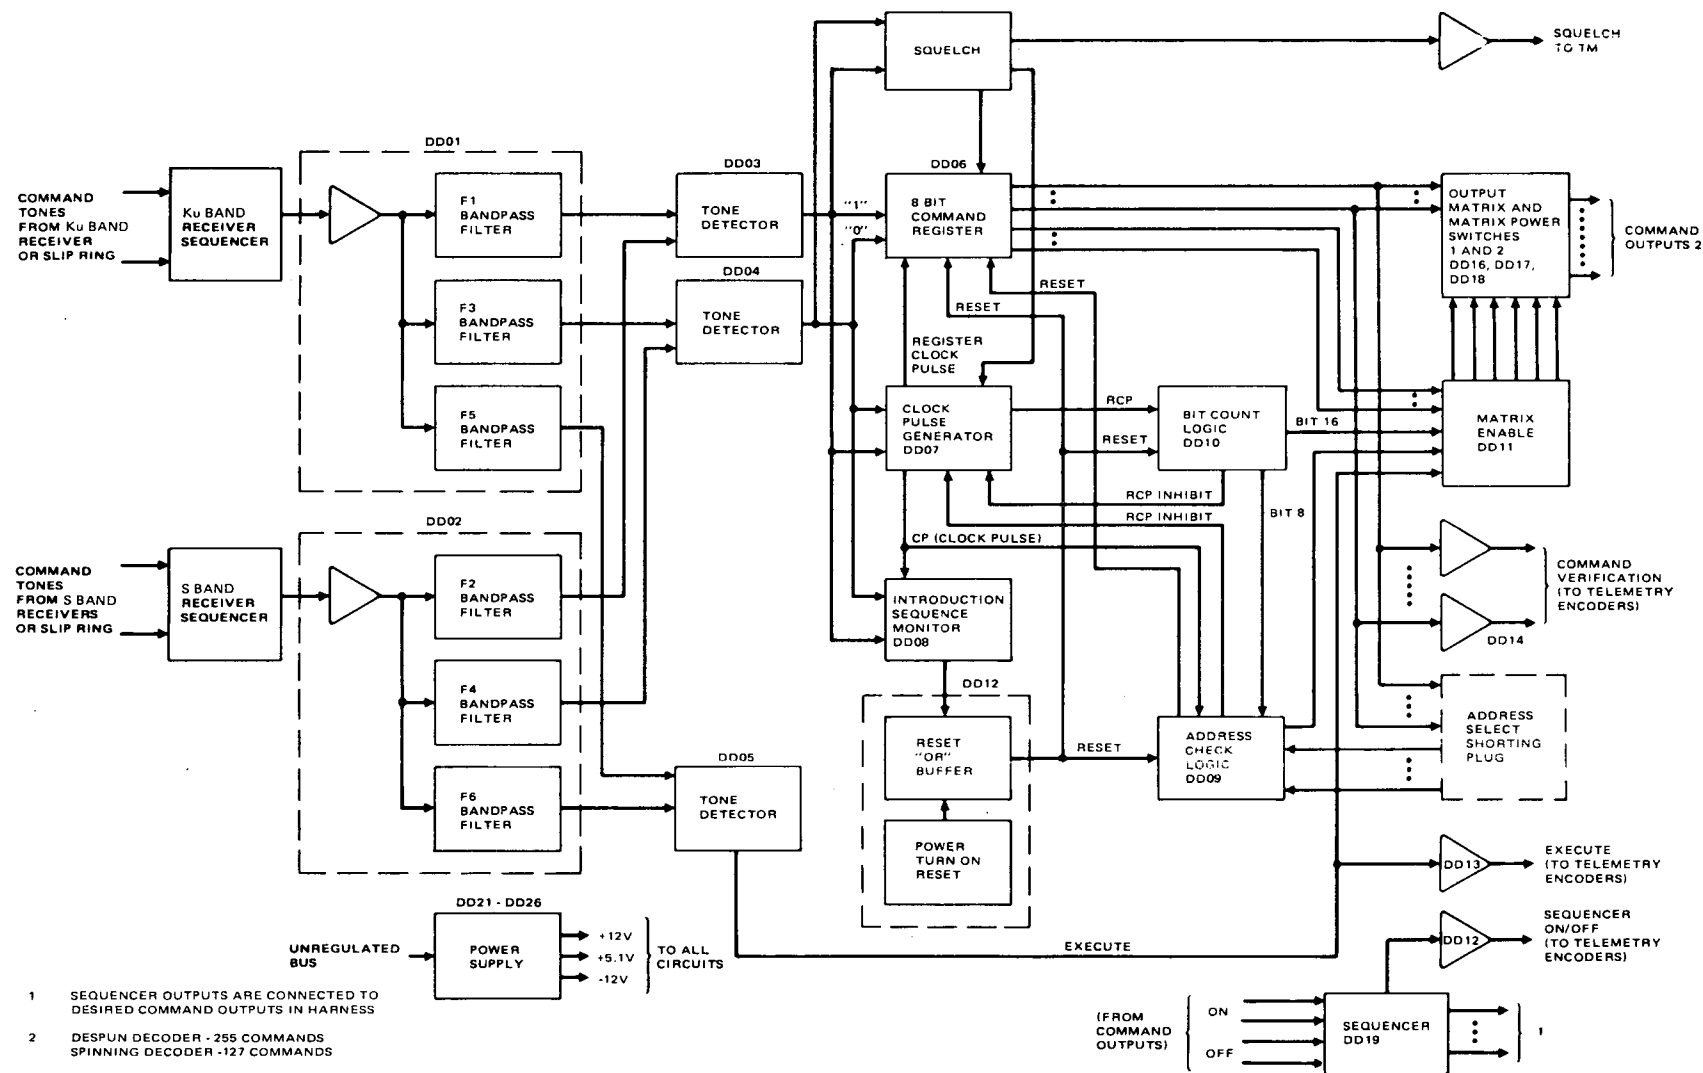 SQUELCH
SQUELCH
TO TM
DD01
COMMAND
TONES
FROM Ku BAND
RECEIVER
OR SLIP RING
Ku BAND
RECEIVER
SEQUENCER
F1
BANDPASS
FILTER
F3
BANDPASS
FILTER
F5
BANDPASS
FILTER
DD03
TONE
DETECTOR
DD04
TONE
DETECTOR
"1"
"0"
DD06
8 BIT
COMMAND
REGISTER
OUTPUT
MATRIX AND
MATRIX POWER
SWITCHES
1 AND 2
DD16, DD17,
DD18
COMMAND
OUTPUTS 2
RESET
RESET
REGISTER
CLOCK
PULSE
CLOCK
PULSE
GENERATOR
DD07
RCP
RESET
BIT COUNT
LOGIC
DD10
BIT 16
MATRIX
ENABLE
DD11
RCP INHIBIT
RCP INHIBIT
BIT 8
CP (CLOCK PULSE)
DD02
COMMAND
TONES
FROM S BAND
RECEIVERS
OR SLIP RING
S BAND
RECEIVER
SEQUENCER
F2
BANDPASS
FILTER
F4
BANDPASS
FILTER
F6
BANDPASS
FILTER
INTRODUCTION
SEQUENCE
MONITOR
DD08
COMMAND
VERIFICATION
(TO TELEMETRY
ENCODERS)
DD14
DD12
RESET
"OR"
BUFFER
POWER
TURN ON
RESET
RESET
ADDRESS
CHECK
LOGIC
DD09
ADDRESS
SELECT
SHORTING
PLUG
DD05
TONE
DETECTOR
DD13
EXECUTE
(TO TELEMETRY
ENCODERS)
DD21 - DD26
UNREGULATED
BUS
POWER
SUPPLY
+12V
+5.1V
-12V
TO ALL
CIRCUITS
EXECUTE
DD12
SEQUENCER
ON/OFF
(TO TELEMETRY
ENCODERS)
(FROM
COMMAND
OUTPUTS)
ON
OFF
SEQUENCER
DD19
1
1 SEQUENCER OUTPUTS ARE CONNECTED TO
DESIRED COMMAND OUTPUTS IN HARNESS
2 DESPUN DECODER - 255 COMMANDS
SPINNING DECODER -127 COMMANDS